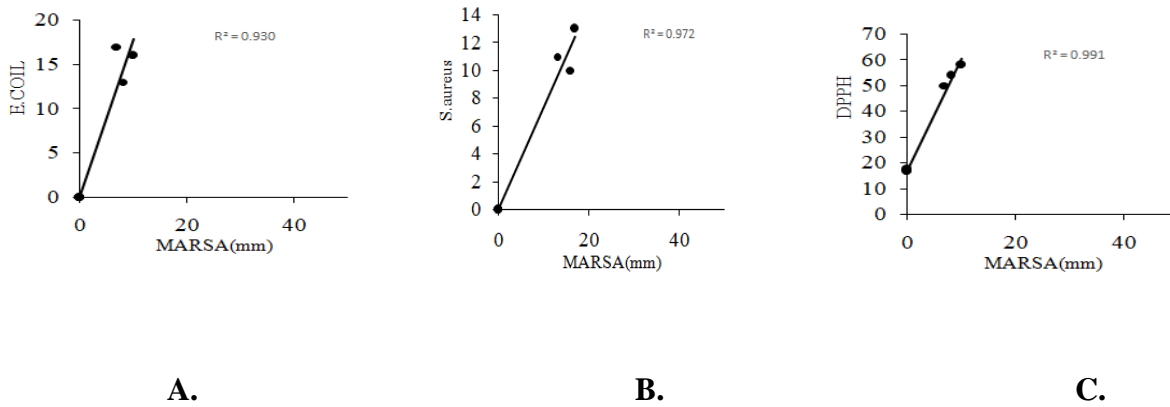 R² = 0.930
E.COIL
20
15
10
5
0
0 20 40
MARSA(mm)
A.
R² = 0.972
S.aureus
14
12
10
8
6
4
2
0
0 20 40
MARSA(mm)
B.
R² = 0.991
DPPH
70
60
50
40
30
20
10
0
0 20 40
MARSA(mm)
C.